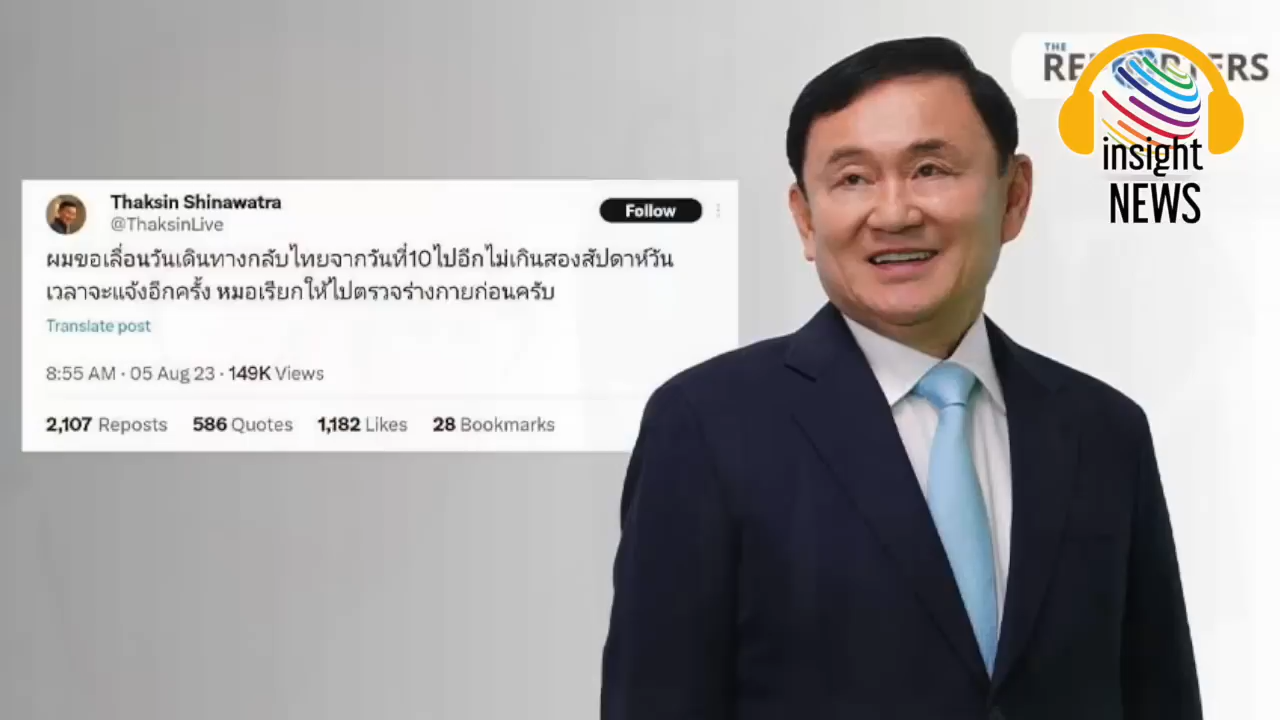 THE
REPORTERS
insight
NEWS
Thaksin Shinawatra
@ThaksinLive
Follow
ผมขอเลื่อนวันเดินทางกลับไทยจากวันที่10ไปอีกไม่เกินสองสัปดาห์วัน
เวลาจะแจ้งอีกครั้ง หมอเรียกให้ไปตรวจร่างกายก่อนครับ
Translate post
8:55 AM · 05 Aug 23 · 149K Views
2,107 Reposts 586 Quotes 1,182 Likes 28 Bookmarks